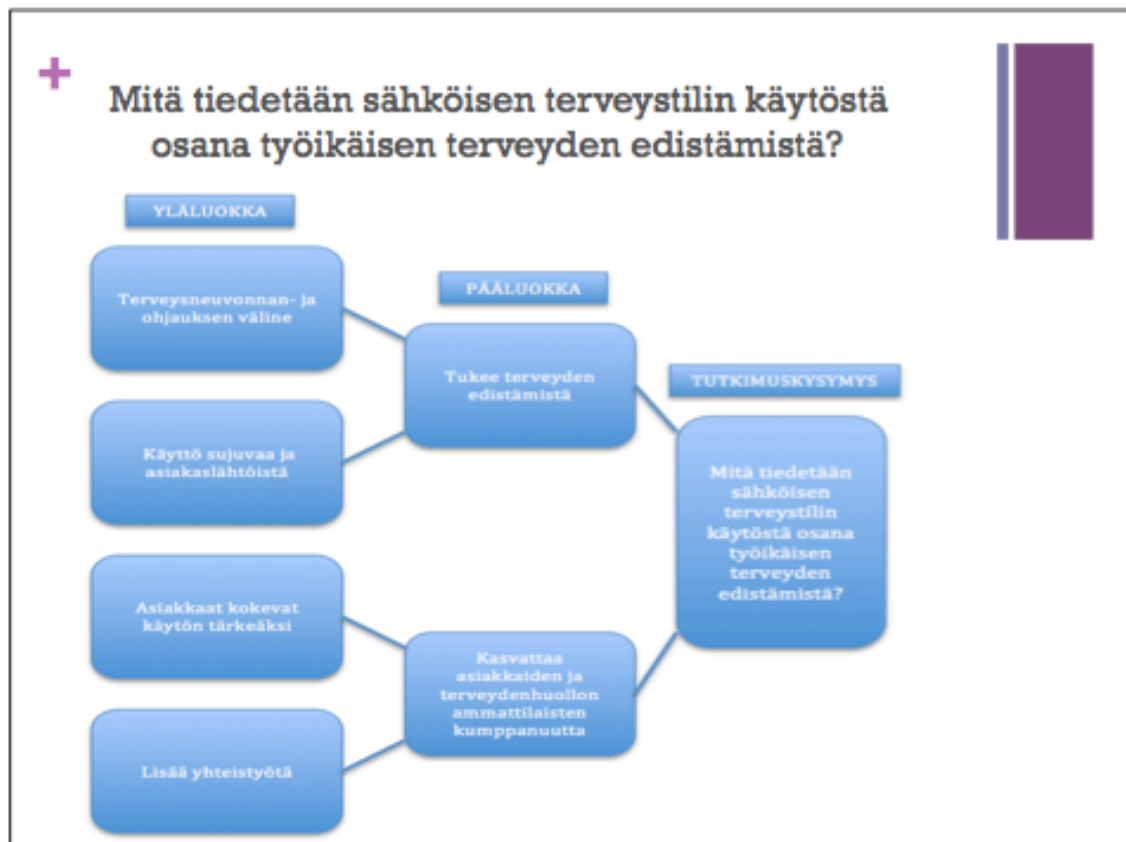 +
Mitä tiedetään sähköisen terveystilin käytöstä
osana työikäisen terveyden edistämistä?
YLÄLUOKKA
Terveysneuvonnan- ja
ohjauksen väline
Käyttö sujuvaa ja
asiakaslähtöistä
Asiakkaat kokevat
käytön tärkeäksi
Lisää yhteistyötä
PÄÄLUOKKA
Tukee terveyden
edistämistä
Kasvattaa
asiakkaiden ja
terveydenhuollon
ammattilaisten
kumppanuutta
TUTKIMUSKYSYMYS
Mitä tiedetään
sähköisen
terveystilin
käytöstä osana
työikäisen
terveyden
edistämistä?